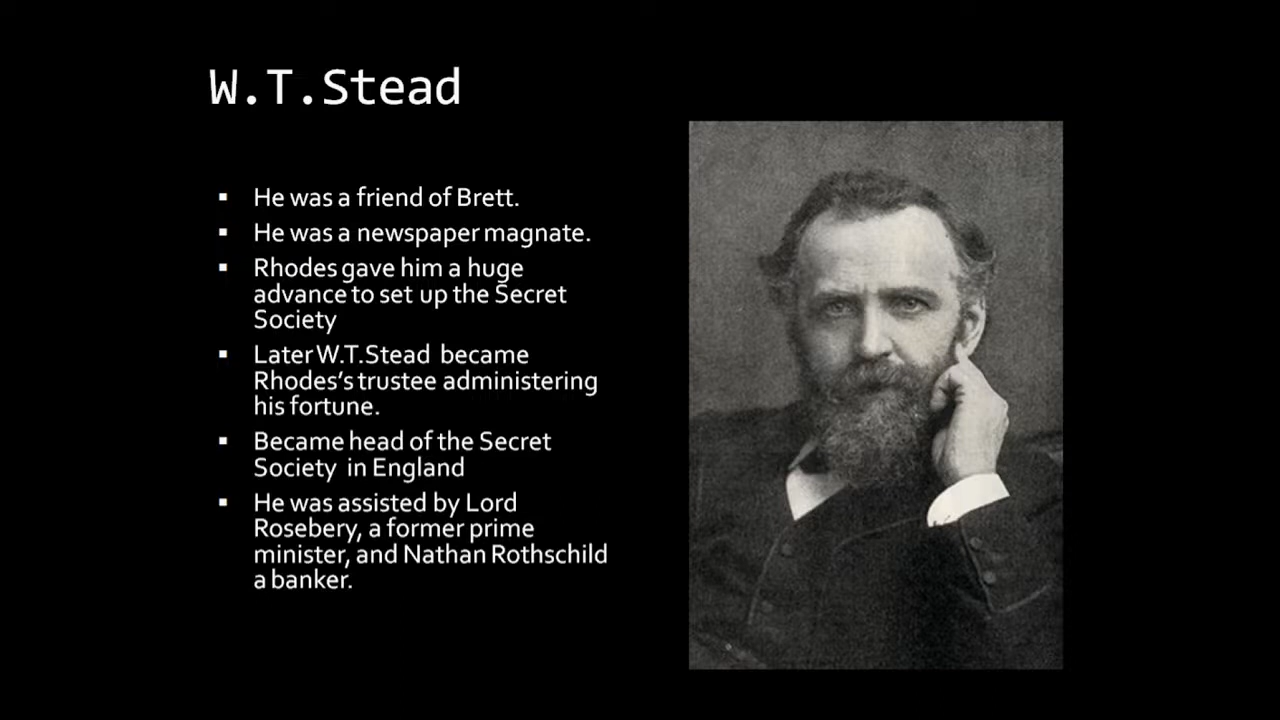 W.T.Stead
▪ He was a friend of Brett.
▪ He was a newspaper magnate.
▪ Rhodes gave him a huge
advance to set up the Secret
Society
▪ Later W.T.Stead became
Rhodes's trustee administering
his fortune.
▪ Became head of the Secret
Society in England
▪ He was assisted by Lord
Rosebery, a former prime
minister, and Nathan Rothschild
a banker.